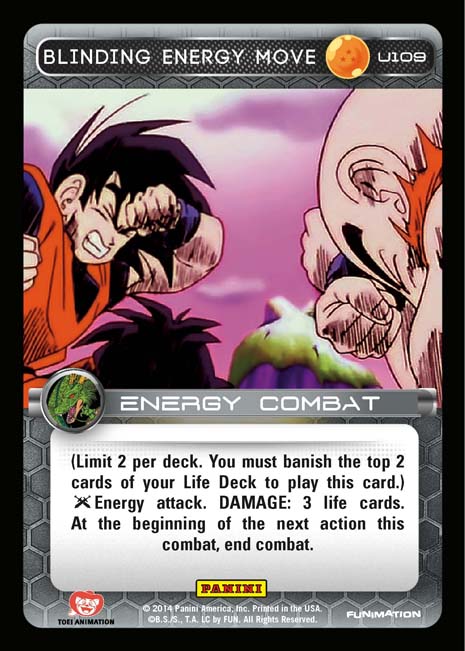 BLINDING ENERGY MOVE U109
ENERGY COMBAT
(Limit 2 per deck. You must banish the top 2
cards of your Life Deck to play this card.)
Energy attack. DAMAGE: 3 life cards.
At the beginning of the next action this
combat, end combat.
PANINI
TOEI ANIMATION
© 2014 Panini America, Inc. Printed in the USA.
©B.S./S., T.A. LC by FUN. All Rights Reserved.
FUNIMATION